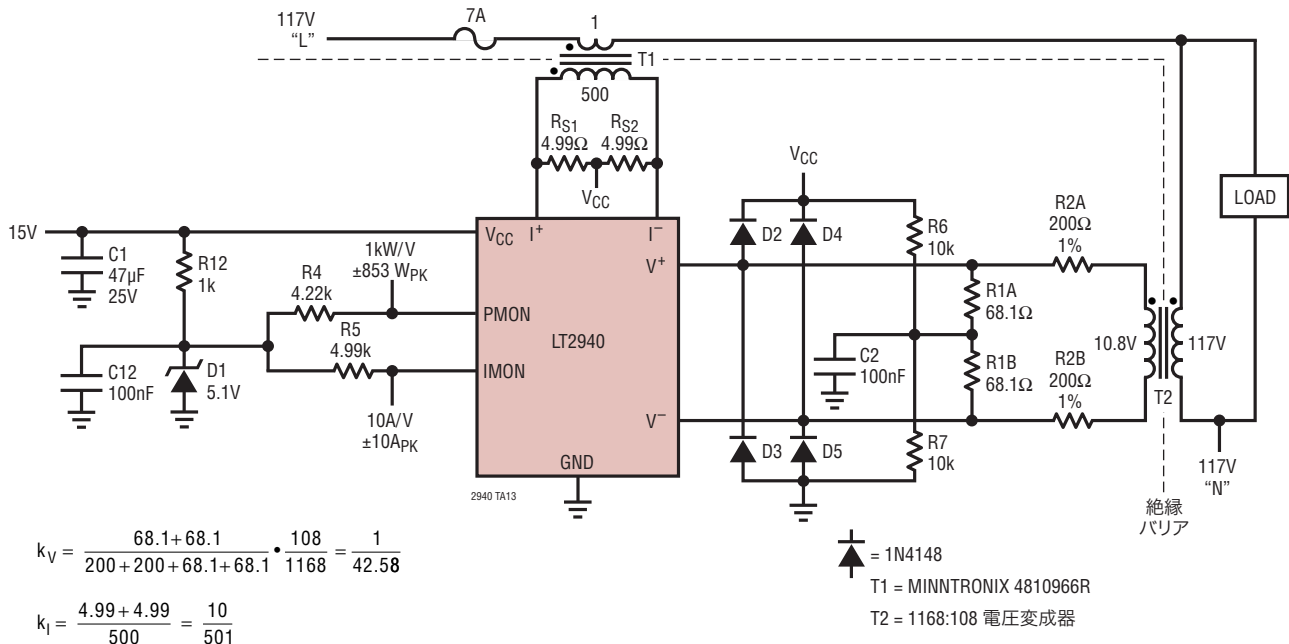 117V
“L”
7A
1
T1
500
RS1
4.99Ω
RS2
4.99Ω
VCC
VCC
15V
C1
47µF
25V
R12
1k
R4
4.22k
1kW/V
±853 WPK
R5
4.99k
C12
100nF
D1
5.1V
10A/V
±10APK
VCC
I+
I−
V+
PMON
LT2940
IMON
V−
GND
2940 TA13
D2
D4
R6
10k
R2A
200Ω
1%
LOAD
R1A
68.1Ω
C2
100nF
R1B
68.1Ω
10.8V
117V
R2B
200Ω
1%
T2
D3
D5
R7
10k
117V
“N”
絶縁
バリア
kV = 68.1+68.1 / 200+200+68.1+68.1 • 108 / 1168 = 1 / 42.58
kI = 4.99+4.99 / 500 = 10 / 501
= 1N4148
T1 = MINNTRONIX 4810966R
T2 = 1168:108 電圧変成器